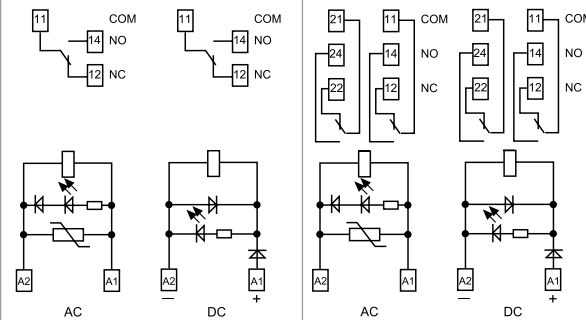 11 COM 11 COM 21 11 COM 21 11 COM
14 NO 14 NO 24 14 NO 24 14 NO
12 NC 12 NC 22 12 NC 22 12 NC
A2 A1 A2 A1 A2 A1 A2 A1
— + — +
AC DC AC DC